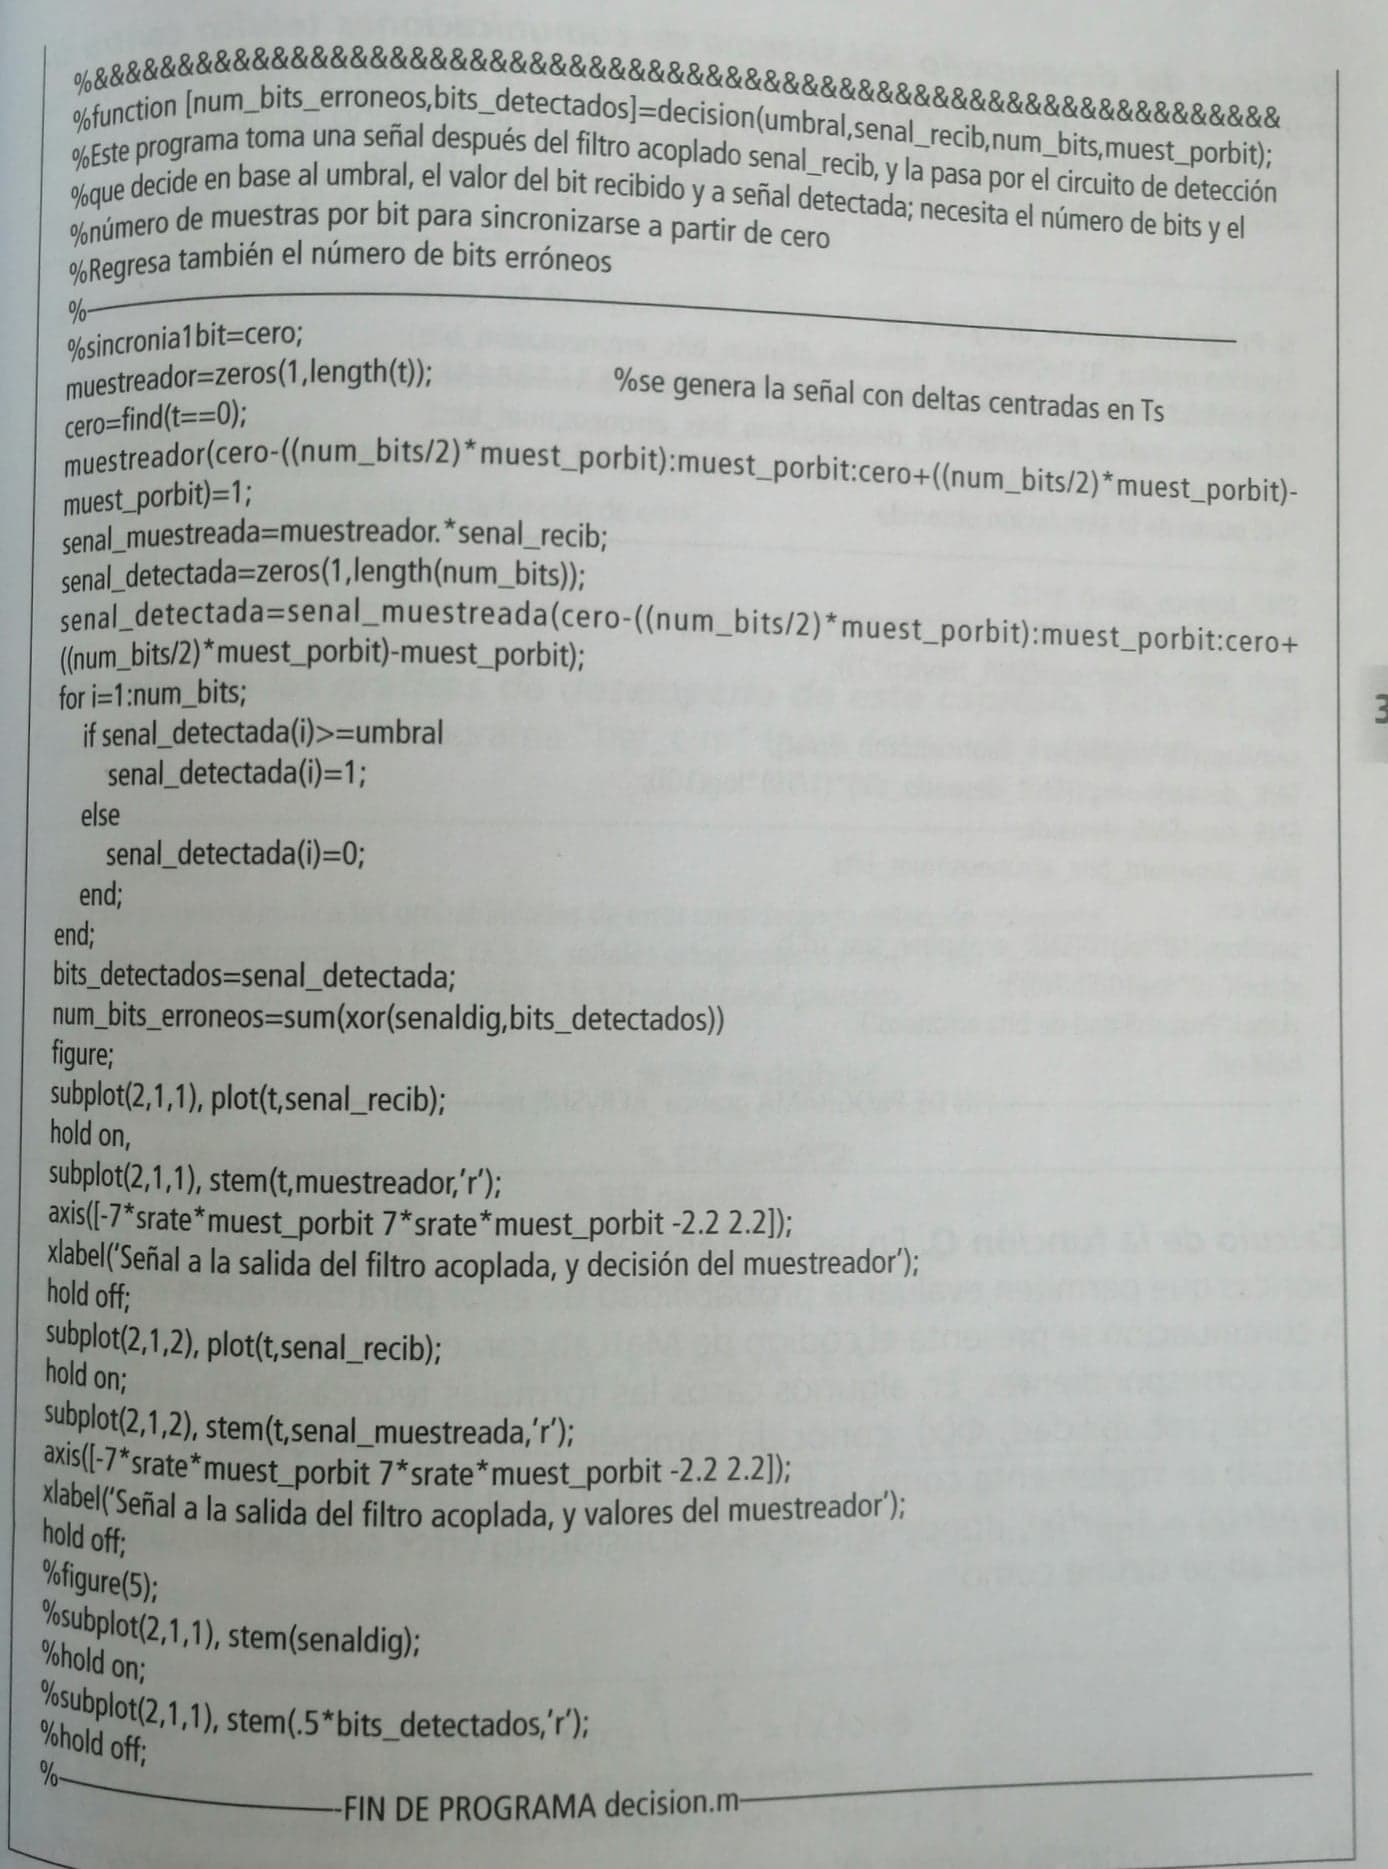 %&&&&&&&&&&&&&&&&&&&&&&&&&&&&&&&&&&&&&&&&&&&&&&&&&&&&&&&&&&&&
%function [num_bits_erroneos,bits_detectados]=decision(umbral,senal_recib,num_bits,muest_porbit);
%Este programa toma una señal después del filtro acoplado senal_recib, y la pasa por el circuito de detección
%que decide en base al umbral, el valor del bit recibido y a señal detectada; necesita el número de bits y el
%número de muestras por bit para sincronizarse a partir de cero
%Regresa también el número de bits erróneos
%—
%sincronia1bit=cero;
muestreador=zeros(1,length(t)); %se genera la señal con deltas centradas en Ts
cero=find(t==0);
muestreador(cero-((num_bits/2)*muest_porbit):muest_porbit:cero+((num_bits/2)*muest_porbit)-
muest_porbit)=1;
senal_muestreada=muestreador.*senal_recib;
senal_detectada=zeros(1,length(num_bits));
senal_detectada=senal_muestreada(cero-((num_bits/2)*muest_porbit):muest_porbit:cero+
((num_bits/2)*muest_porbit)-muest_porbit);
for i=1:num_bits;
if senal_detectada(i)>=umbral
senal_detectada(i)=1;
else
senal_detectada(i)=0;
end;
end;
bits_detectados=senal_detectada;
num_bits_erroneos=sum(xor(senaldig,bits_detectados))
figure;
subplot(2,1,1), plot(t,senal_recib);
hold on,
subplot(2,1,1), stem(t,muestreador,'r');
axis([-7*srate*muest_porbit 7*srate*muest_porbit -2.2 2.2]);
xlabel('Señal a la salida del filtro acoplada, y decisión del muestreador');
hold off;
subplot(2,1,2), plot(t,senal_recib);
hold on;
subplot(2,1,2), stem(t,senal_muestreada,'r');
axis([-7*srate*muest_porbit 7*srate*muest_porbit -2.2 2.2]);
xlabel('Señal a la salida del filtro acoplada, y valores del muestreador');
hold off;
%figure(5);
%subplot(2,1,1), stem(senaldig);
%hold on;
%subplot(2,1,1), stem(.5*bits_detectados,'r');
%hold off;
%—-FIN DE PROGRAMA decision.m—
3